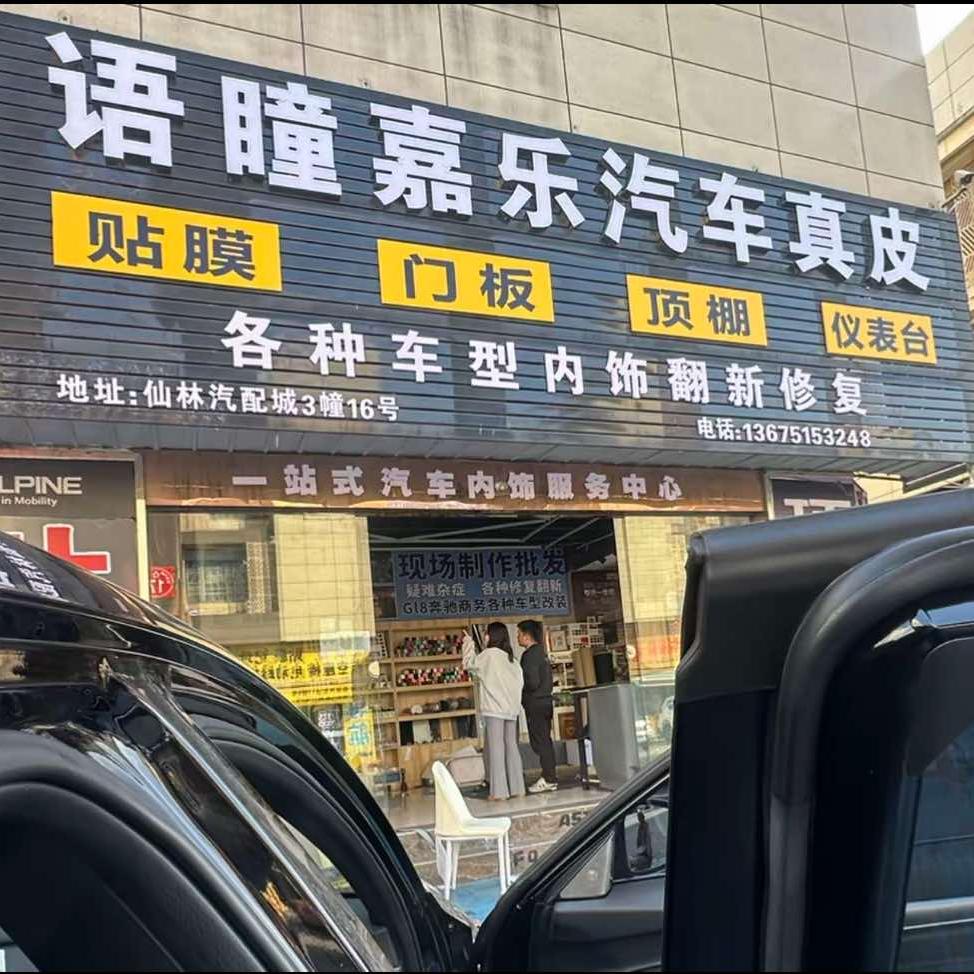 语瞳嘉乐汽车真皮
贴膜 门板 顶棚 仪表台
各种车型内饰翻新修复
地址:仙林汽配城3幢16号
电话:13675153248
LPINE
in Mobility
一站式汽车内饰服务中心
现场制作批发
疑难杂症 各种修复翻新
Gl8奔驰商务各种车型改装